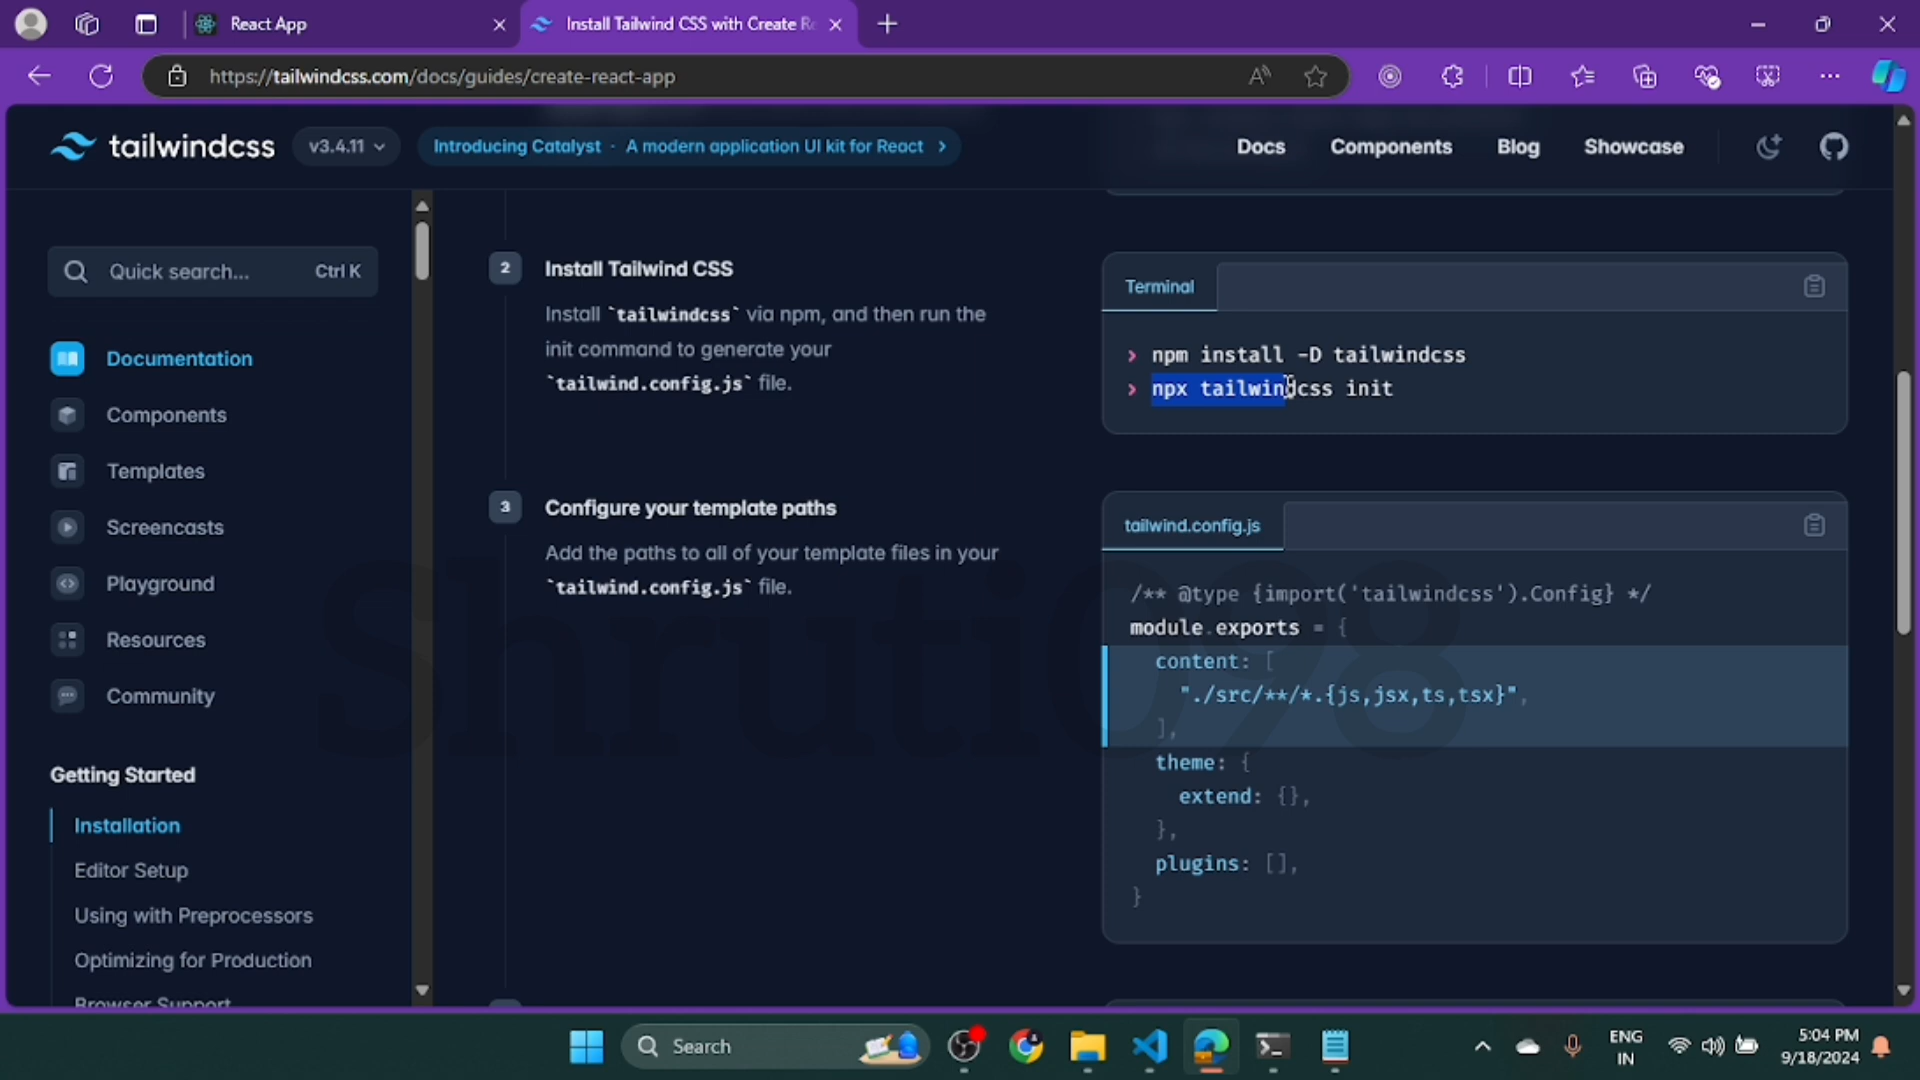 React App
Install Tailwind CSS with Create Re
https://tailwindcss.com/docs/guides/create-react-app
tailwindcss
v3.4.11
Introducing Catalyst · A modern application UI kit for React
Docs
Components
Blog
Showcase
Quick search...
Ctrl K
Documentation
Components
Templates
Screencasts
Playground
Resources
Community
Getting Started
Installation
Editor Setup
Using with Preprocessors
Optimizing for Production
Browser Support
2
Install Tailwind CSS
Install `tailwindcss` via npm, and then run the
init command to generate your
`tailwind.config.js` file.
Terminal
> npm install -D tailwindcss
> npx tailwindcss init
3
Configure your template paths
Add the paths to all of your template files in your
`tailwind.config.js` file.
tailwind.config.js
/** @type {import('tailwindcss').Config} */
module.exports = {
content: [
"./src/**/*.{js,jsx,ts,tsx}",
],
theme: {
extend: {},
},
plugins: [],
}
Shruti098
Search
ENG
IN
5:04 PM
9/18/2024